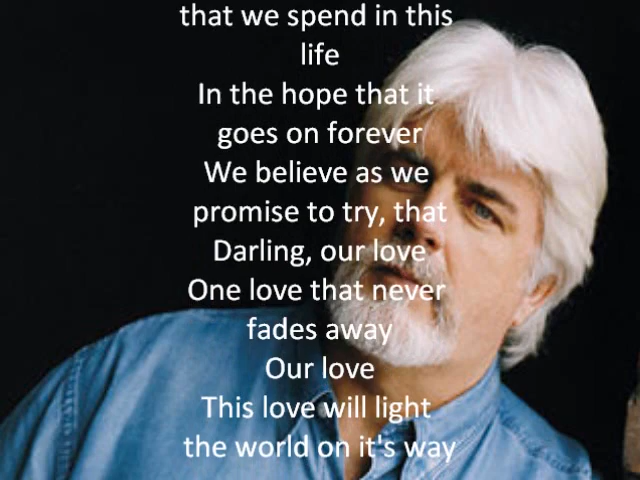 that we spend in this
life
In the hope that it
goes on forever
We believe as we
promise to try, that
Darling, our love
One love that never
fades away
Our love
This love will light
the world on it's way